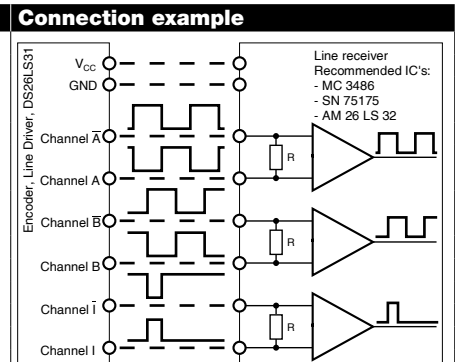 Connection example
Encoder, Line Driver, DS26LS31
V_CC
GND
Line receiver
Recommended IC's:
- MC 3486
- SN 75175
- AM 26 LS 32
Channel A̅
R
Channel A
Channel B̅
R
Channel B
Channel I̅
R
Channel I